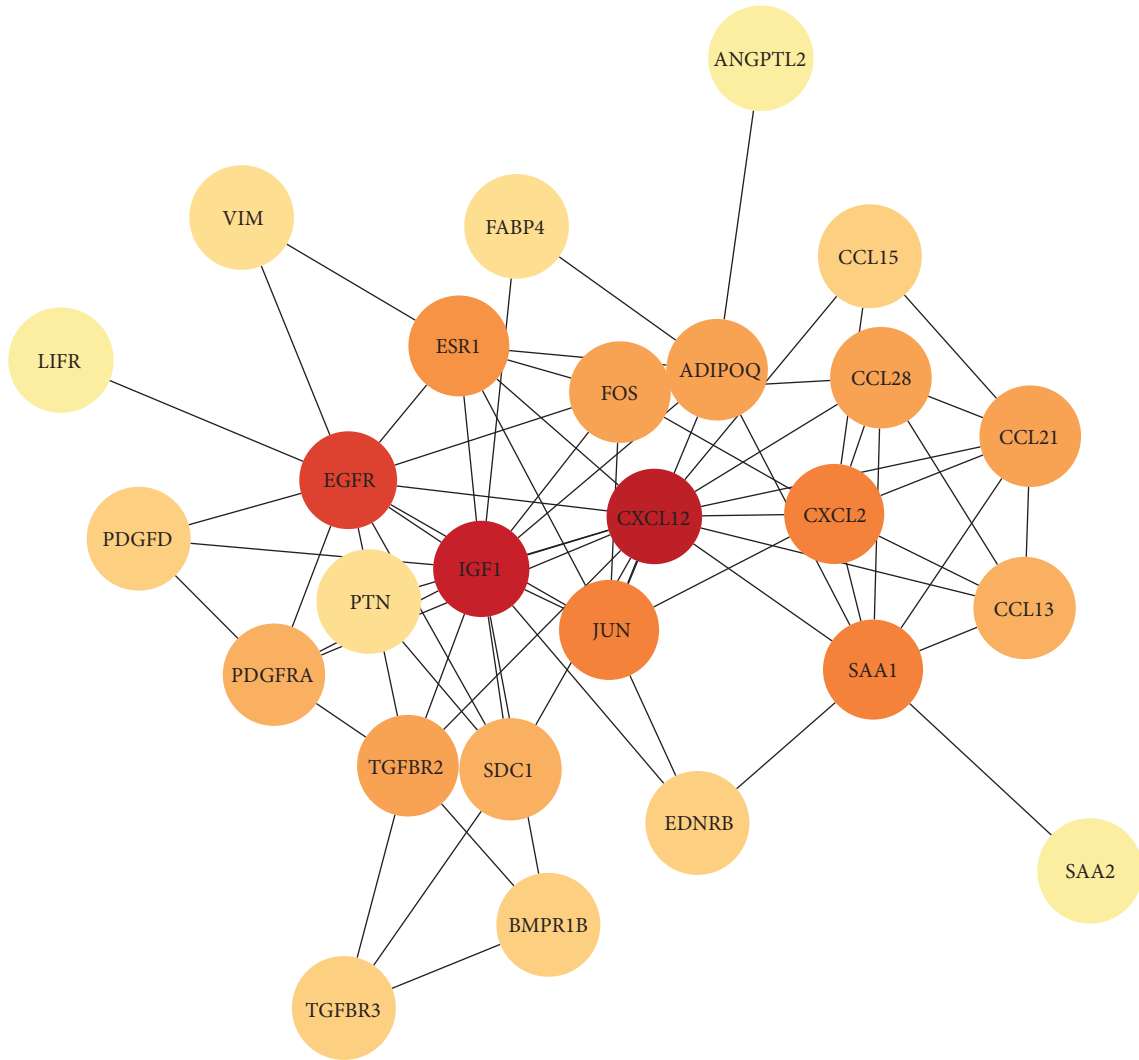 ANGPTL2
VIM
FABP4
CCL15
LIFR
ESR1
FOS
ADIPOQ
CCL28
CCL21
EGFR
PDGFD
CXCL12
CXCL2
IGF1
PTN
JUN
CCL13
PDGFRA
SAA1
TGFBR2
SDC1
EDNRB
SAA2
BMPR1B
TGFBR3